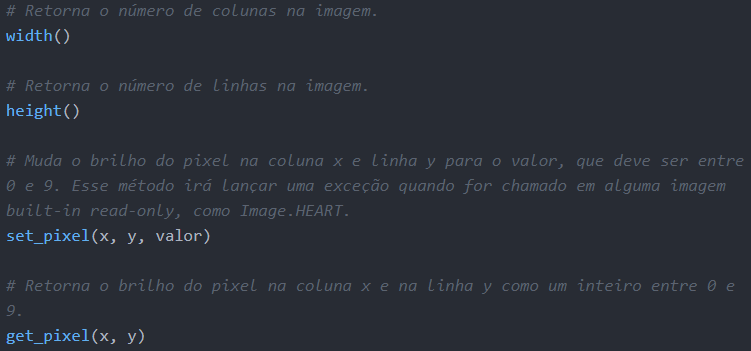 # Retorna o número de colunas na imagem.
width()
# Retorna o número de linhas na imagem.
height()
# Muda o brilho do pixel na coluna x e linha y para o valor, que deve ser entre
0 e 9. Esse método irá lançar uma exceção quando for chamado em alguma imagem
built-in read-only, como Image.HEART.
set_pixel(x, y, valor)
# Retorna o brilho do pixel na coluna x e na linha y como um inteiro entre 0 e
9.
get_pixel(x, y)